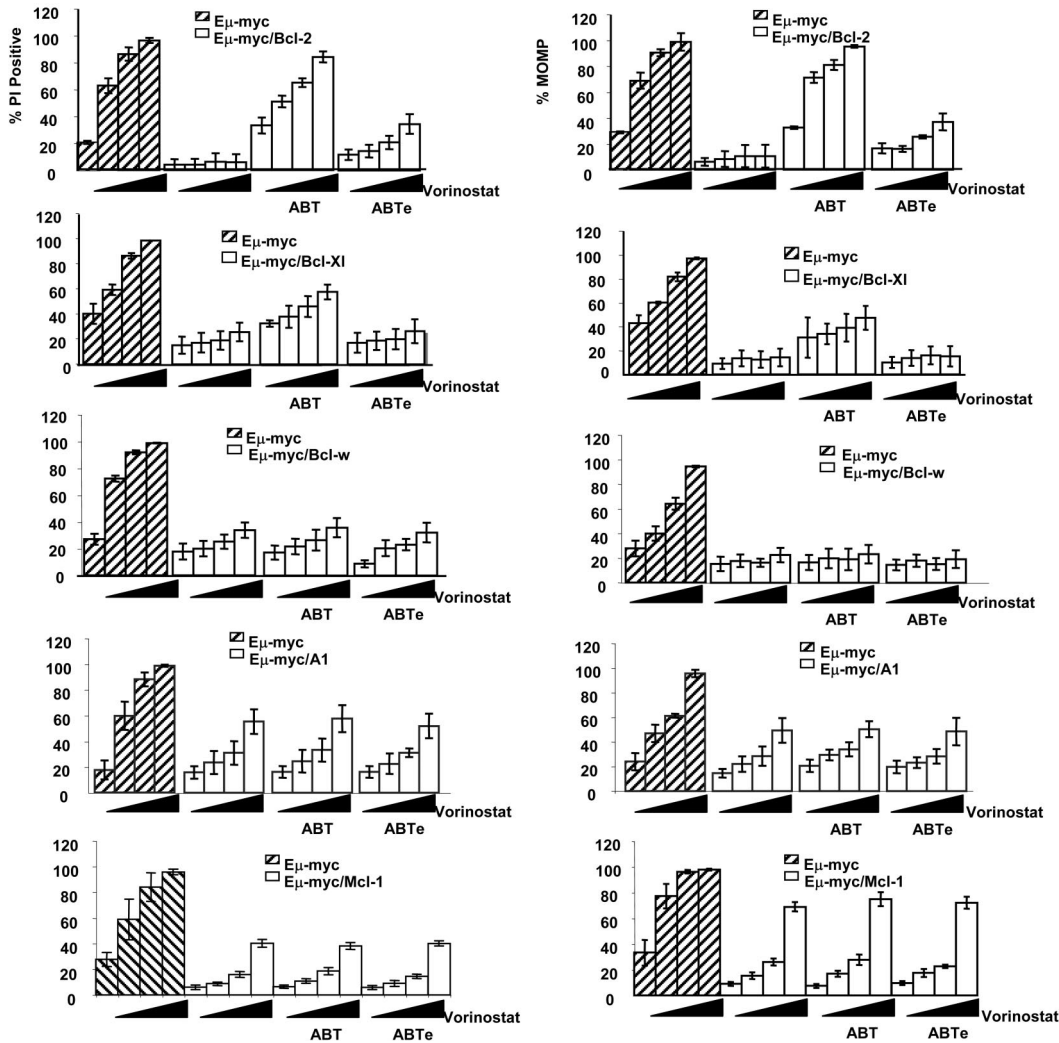 % PI Positive
120
100
80
60
40
20
0
Eμ-myc
Eμ-myc/Bcl-2
Vorinostat
ABT
ABTe
% MOMP
120
100
80
60
40
20
0
Eμ-myc
Eμ-myc/Bcl-2
Vorinostat
ABT
ABTe
120
100
80
60
40
20
0
Eμ-myc
Eμ-myc/Bcl-Xl
Vorinostat
ABT
ABTe
120
100
80
60
40
20
0
Eμ-myc
Eμ-myc/Bcl-Xl
Vorinostat
ABT
ABTe
120
100
80
60
40
20
0
Eμ-myc
Eμ-myc/Bcl-w
Vorinostat
ABT
ABTe
120
100
80
60
40
20
0
Eμ-myc
Eμ-myc/Bcl-w
Vorinostat
ABT
ABTe
120
100
80
60
40
20
0
Eμ-myc
Eμ-myc/A1
Vorinostat
ABT
ABTe
120
100
80
60
40
20
0
Eμ-myc
Eμ-myc/A1
Vorinostat
ABT
ABTe
120
100
80
60
40
20
0
Eμ-myc
Eμ-myc/Mcl-1
Vorinostat
ABT
ABTe
120
100
80
60
40
20
0
Eμ-myc
Eμ-myc/Mcl-1
Vorinostat
ABT
ABTe